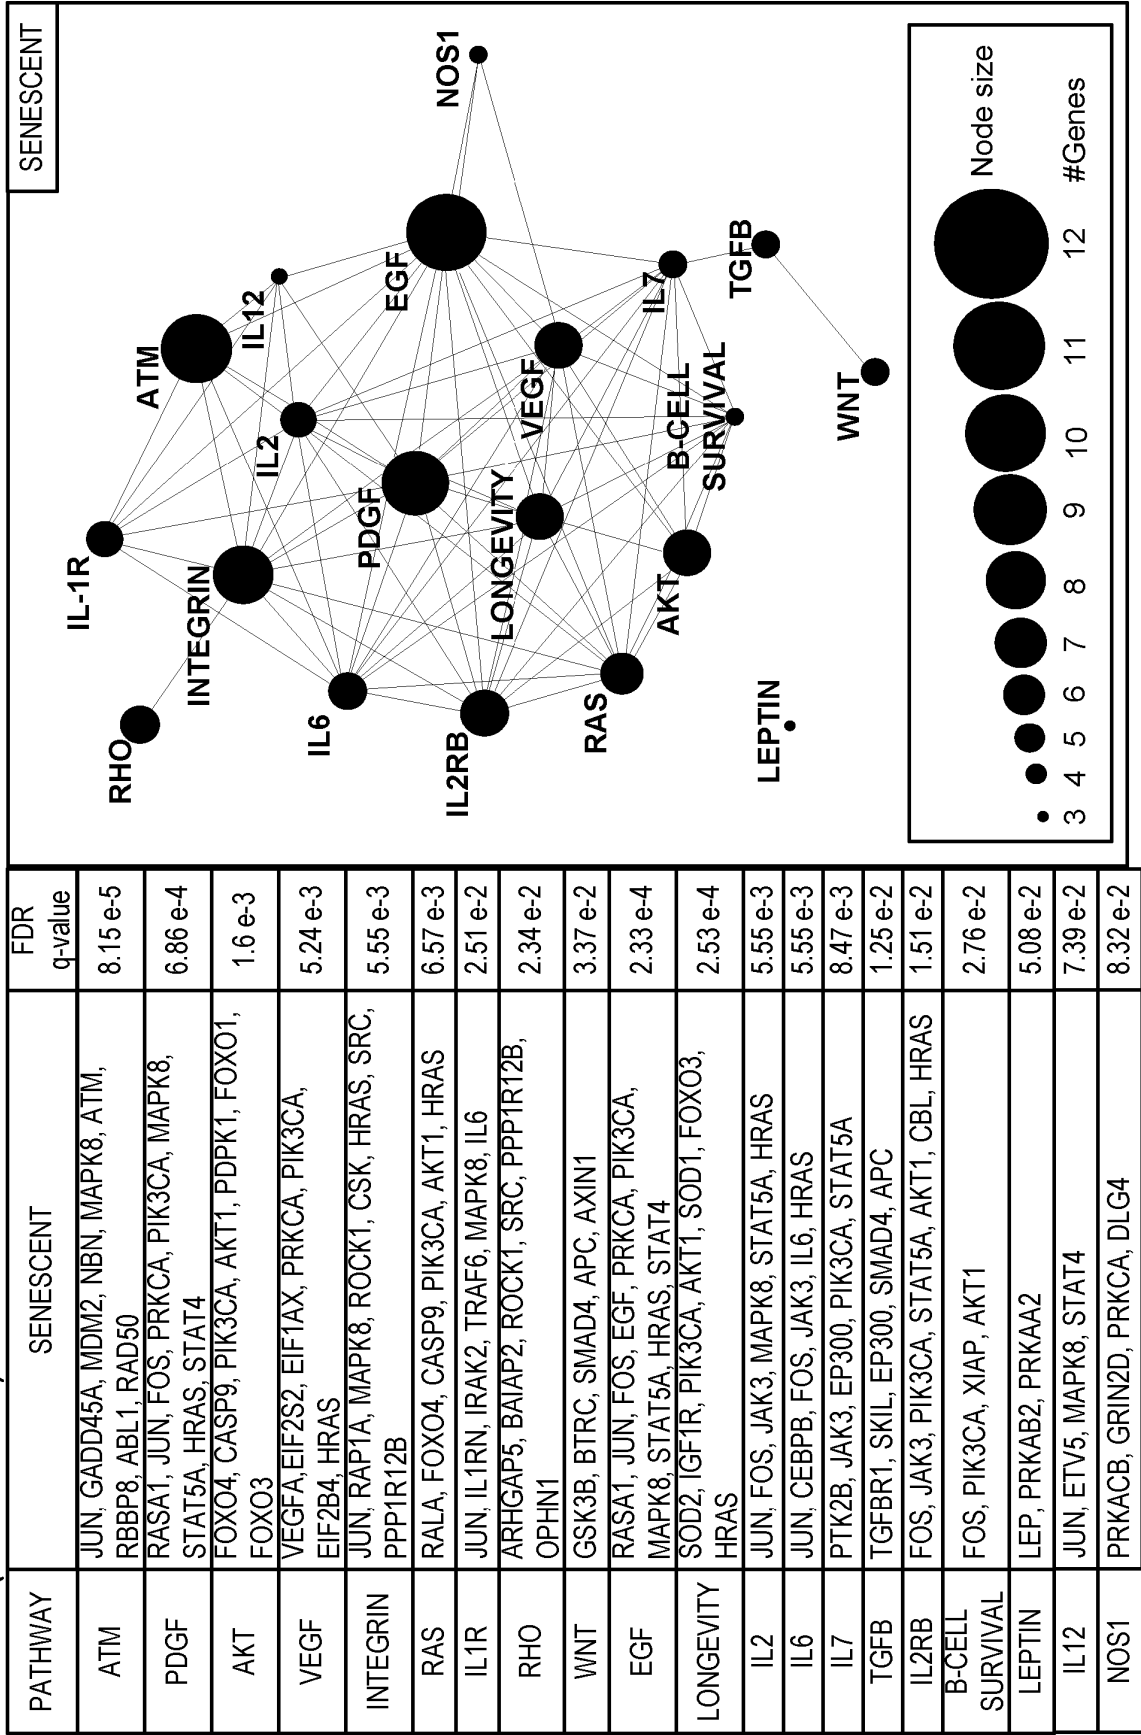 PATHWAY SENESCENT FDR q-value
ATM JUN, GADD45A, MDM2, NBN, MAPK8, ATM, 8.15 e-5
RBBP8, ABL1, RAD50
PDGF RASA1, JUN, FOS, PRKCA, PIK3CA, MAPK8, 6.86 e-4
STAT5A, HRAS, STAT4
AKT FOXO4, CASP9, PIK3CA, AKT1, PDPK1, FOXO1, 1.6 e-3
FOXO3
VEGF VEGFA, EIF2S2, EIF1AX, PRKCA, PIK3CA, 5.24 e-3
EIF2B4, HRAS
INTEGRIN JUN, RAP1A, MAPK8, ROCK1, CSK, HRAS, SRC, 5.55 e-3
PPP1R12B
RAS RALA, FOXO4, CASP9, PIK3CA, AKT1, HRAS 6.57 e-3
IL1R JUN, IL1RN, IRAK2, TRAF6, MAPK8, IL6 2.51 e-2
RHO ARHGAP5, BAIAP2, ROCK1, SRC, PPP1R12B, 2.34 e-2
OPHN1
WNT GSK3B, BTRC, SMAD4, APC, AXIN1 3.37 e-2
EGF RASA1, JUN, FOS, EGF, PRKCA, PIK3CA, 2.33 e-4
MAPK8, STAT5A, HRAS, STAT4
LONGEVITY SOD2, IGF1R, PIK3CA, AKT1, SOD1, FOXO3, 2.53 e-4
HRAS
IL2 JUN, FOS, JAK3, MAPK8, STAT5A, HRAS 5.55 e-3
IL6 JUN, CEBPB, FOS, JAK3, IL6, HRAS 5.55 e-3
IL7 PTK2B, JAK3, EP300, PIK3CA, STAT5A 8.47 e-3
TGFB TGFBR1, SKIL, EP300, SMAD4, APC 1.25 e-2
IL2RB FOS, JAK3, PIK3CA, STAT5A, AKT1, CBL, HRAS 1.51 e-2
B-CELL
SURVIVAL FOS, PIK3CA, XIAP, AKT1 2.76 e-2
LEPTIN LEP, PRKAB2, PRKAA2 5.08 e-2
IL12 JUN, ETV5, MAPK8, STAT4 7.39 e-2
NOS1 PRKACB, GRIN2D, PRKCA, DLG4 8.32 e-2
SENESCENT
NOS1
IL-1R
ATM
IL12
RHO
INTEGRIN
IL2
EGF
IL6
PDGF
IL2RB
LONGEVITY
VEGF
IL7
RAS
AKT
B-CELL
SURVIVAL
TGFB
LEPTIN
WNT
Node size
3 4 5 6 7 8 9 10 11 12 #Genes